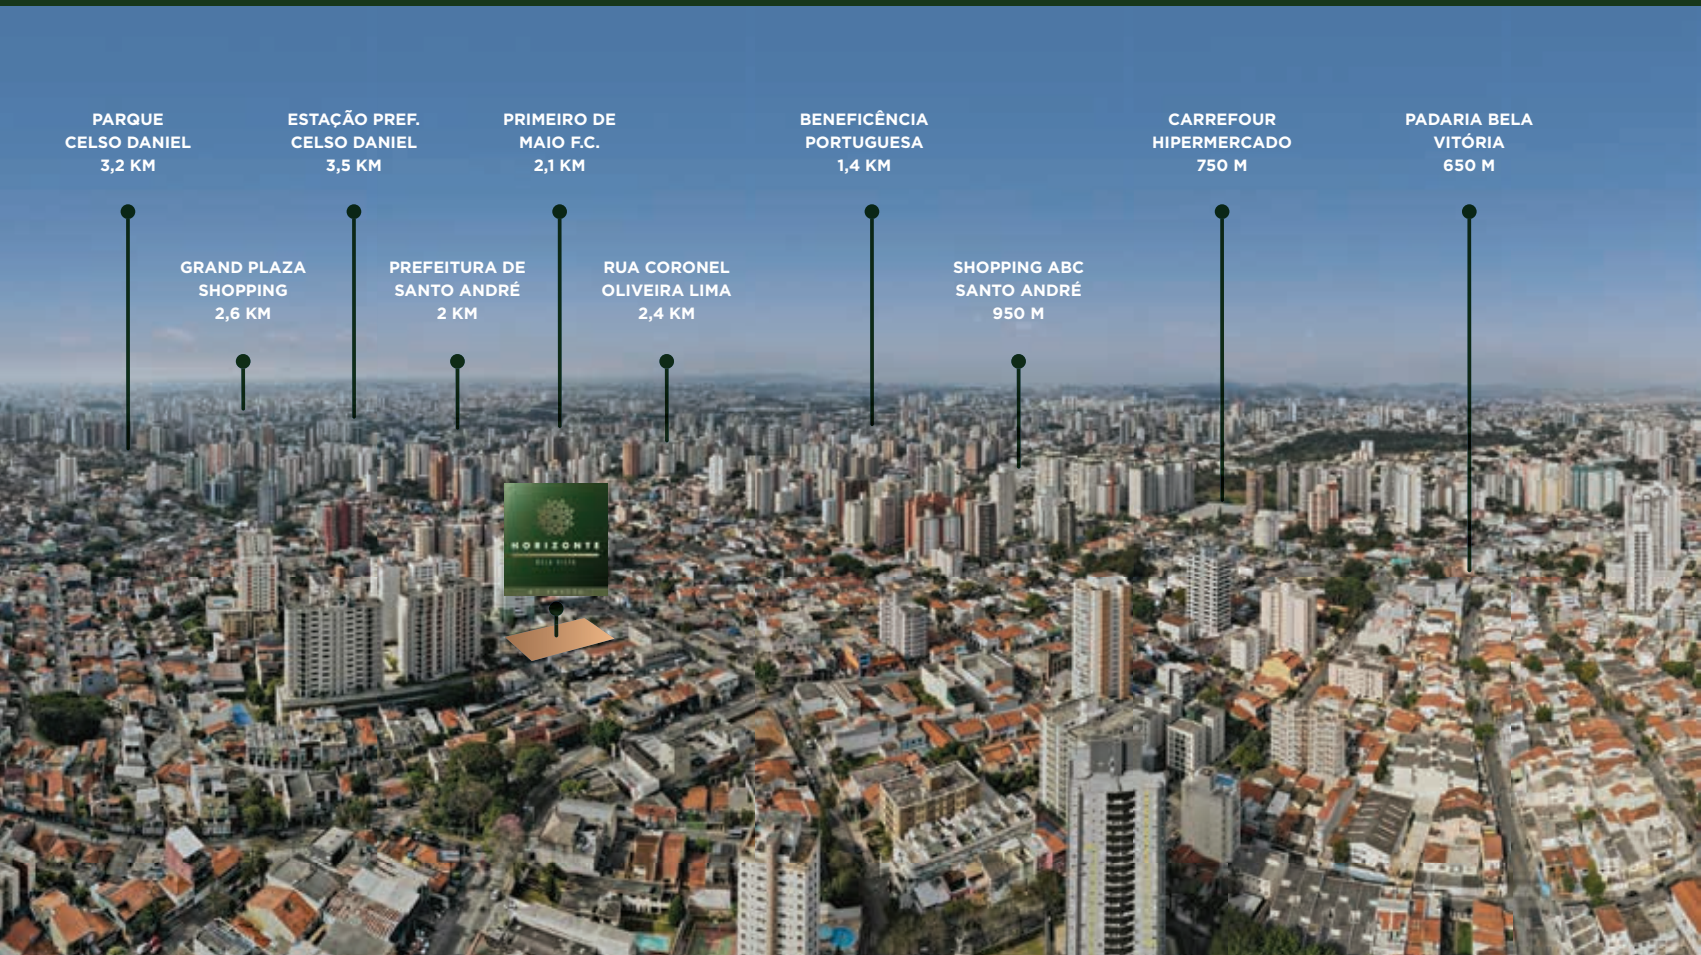 PARQUE
CELSO DANIEL
3,2 KM
ESTAÇÃO PREF.
CELSO DANIEL
3,5 KM
PRIMEIRO DE
MAIO F.C.
2,1 KM
BENEFICÊNCIA
PORTUGUESA
1,4 KM
CARREFOUR
HIPERMERCADO
750 M
PADARIA BELA
VITÓRIA
650 M
GRAND PLAZA
SHOPPING
2,6 KM
PREFEITURA DE
SANTO ANDRÉ
2 KM
RUA CORONEL
OLIVEIRA LIMA
2,4 KM
SHOPPING ABC
SANTO ANDRÉ
950 M
HORIZONTE